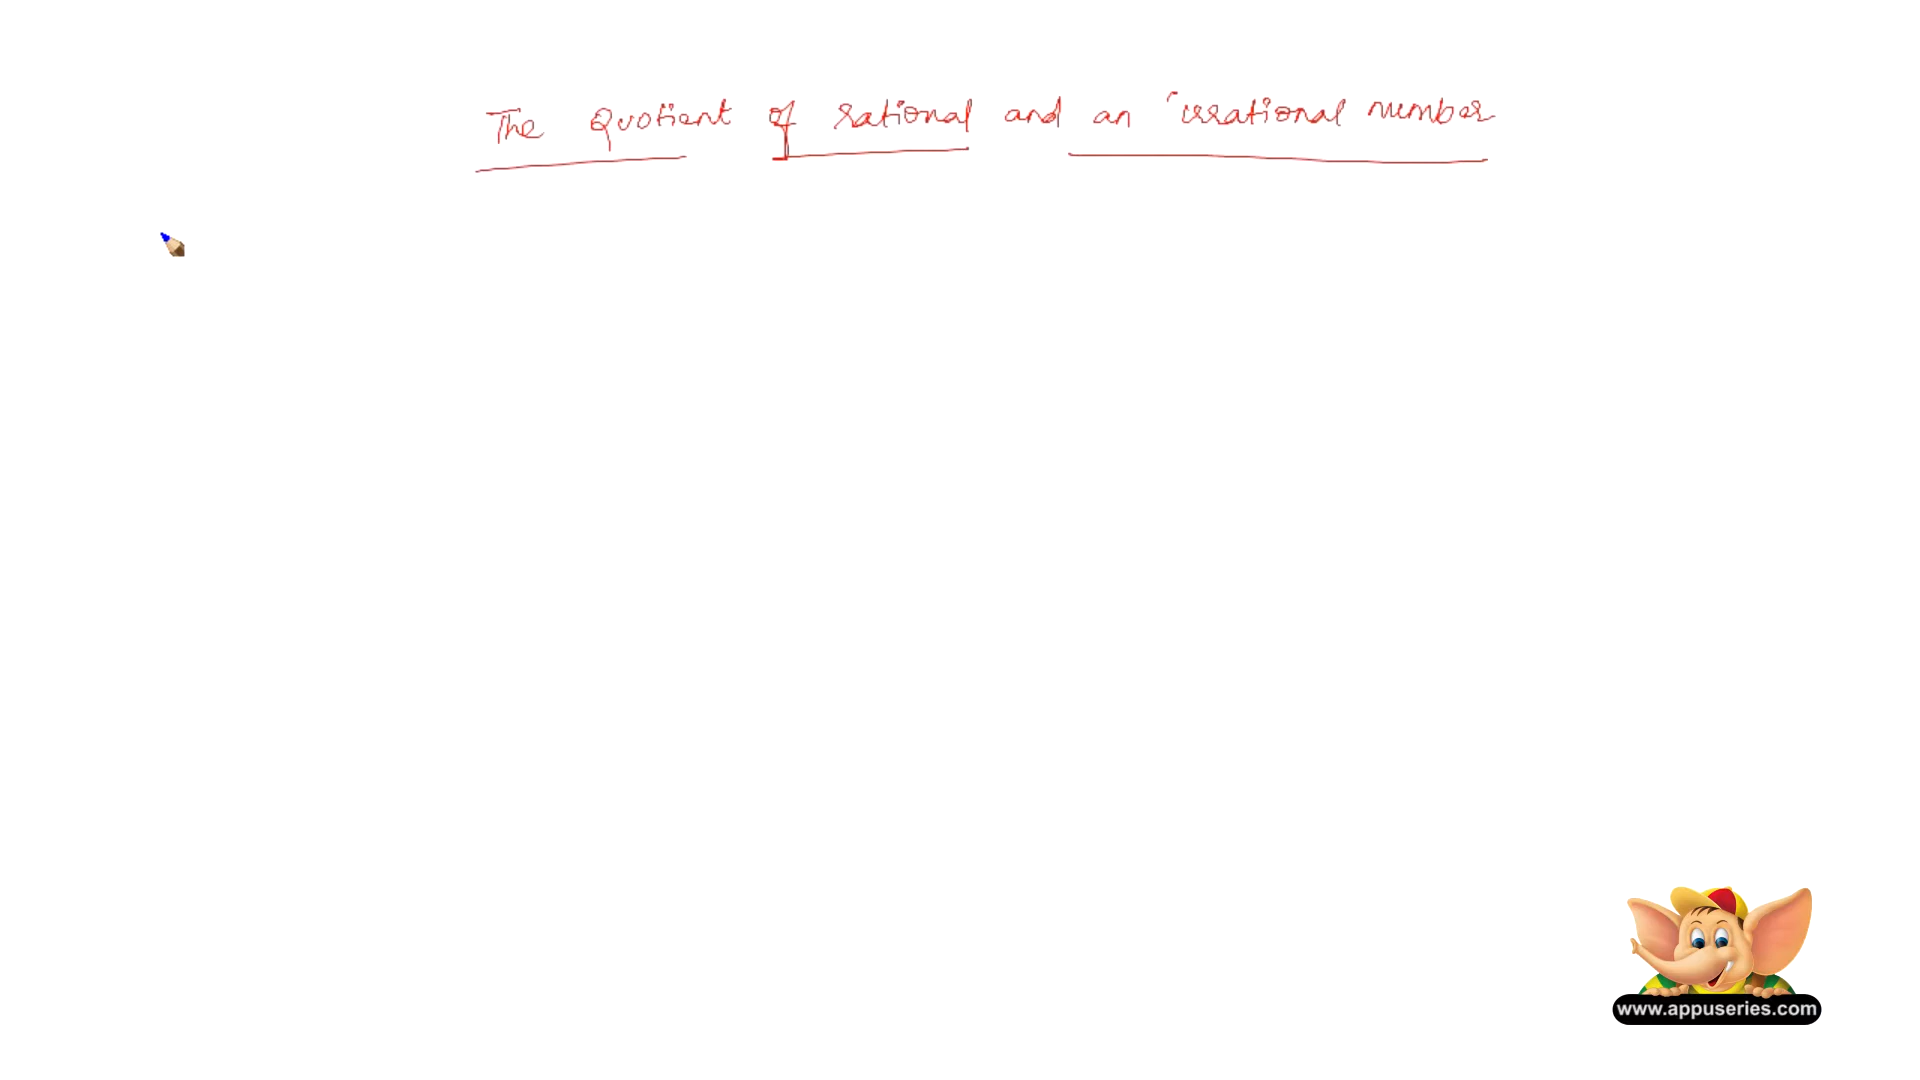 The Quotient of rational and an irrational number
www.appuseries.com